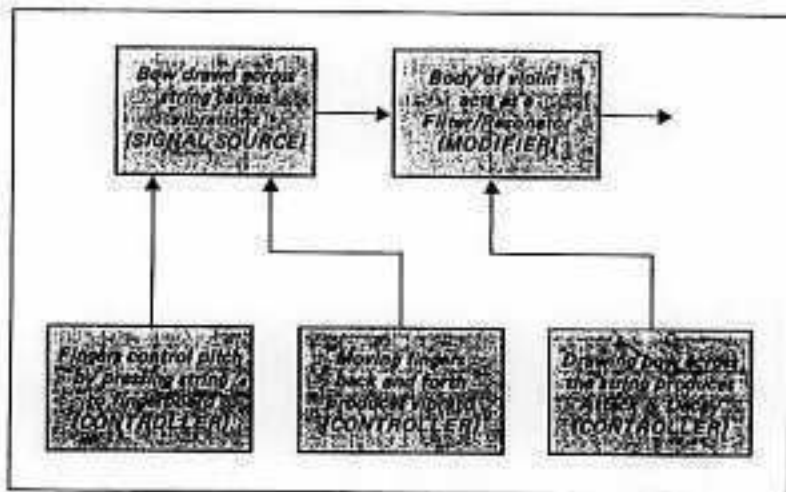 Bow drawn across
string causes
vibrations
(SIGNAL SOURCE)
Body of violin
acts as a
Filter/Resonator
(MODIFIER)
Fingers control pitch
by pressing string
to fingerboard
(CONTROLLER)
Moving fingers
back and forth
produces vibrato
(CONTROLLER)
Drawing bow across
the string produces
Attack & Decay
(CONTROLLER)